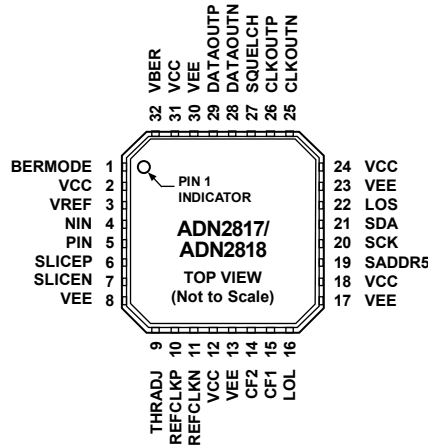 VBER
VCC
VEE
DATAOUTP
DATAOUTN
SQUELCH
CLKOUTP
CLKOUTN
32 31 30 29 28 27 26 25
BERMODE 1
VCC 2
VREF 3
NIN 4
PIN 5
SLICEP 6
SLICEN 7
VEE 8
PIN 1
INDICATOR
ADN2817/
ADN2818
TOP VIEW
(Not to Scale)
24 VCC
23 VEE
22 LOS
21 SDA
20 SCK
19 SADDR5
18 VCC
17 VEE
9 10 11 12 13 14 15 16
THRADJ
REFCLKP
REFCLKN
VCC
VEE
CF2
CF1
LOL